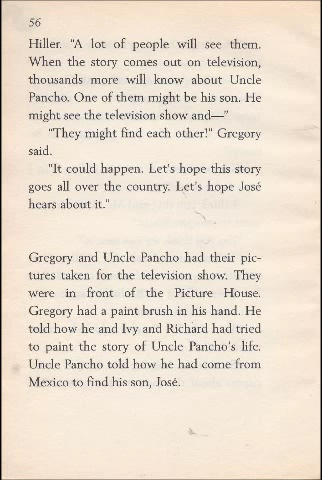 56
Hiller. "A lot of people will see them.
When the story comes out on television,
thousands more will know about Uncle
Pancho. One of them might be his son. He
might see the television show and—"
"They might find each other!" Gregory
said.
"It could happen. Let's hope this story
goes all over the country. Let's hope José
hears about it."
Gregory and Uncle Pancho had their pic-
tures taken for the television show. They
were in front of the Picture House.
Gregory had a paint brush in his hand. He
told how he and Ivy and Richard had tried
to paint the story of Uncle Pancho's life.
Uncle Pancho told how he had come from
Mexico to find his son, José.